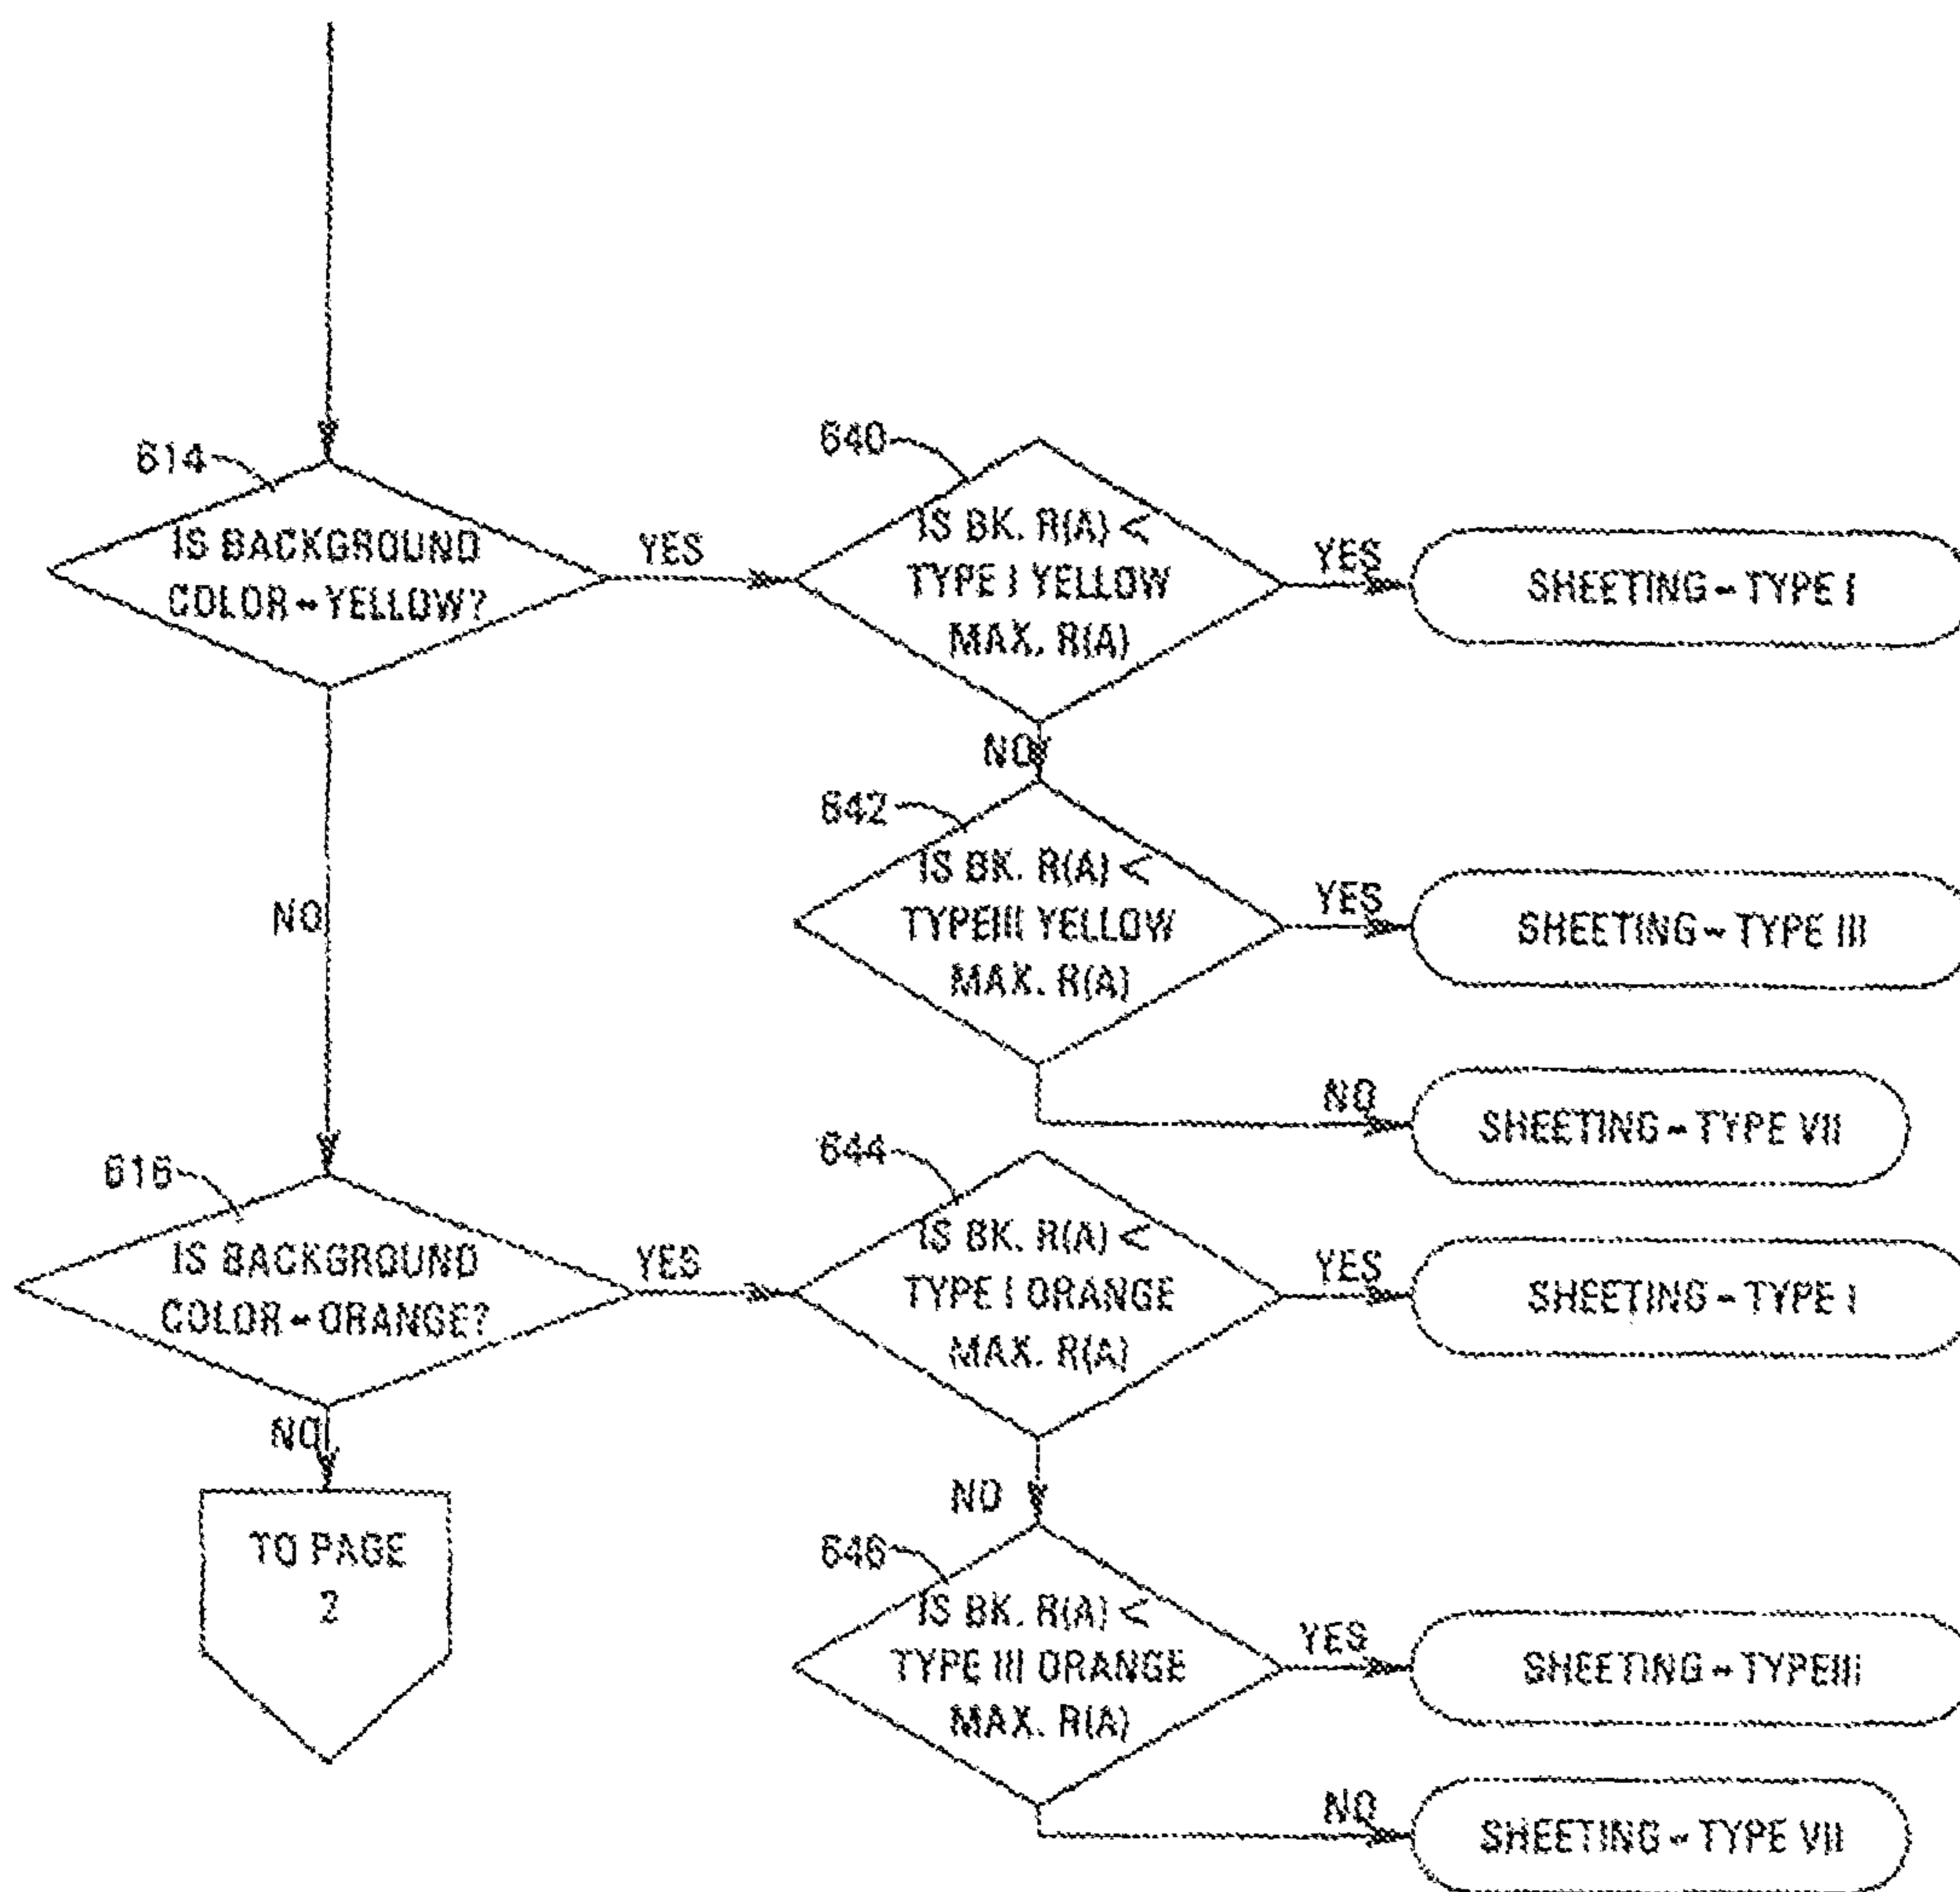 614
IS BACKGROUND
COLOR = YELLOW?
YES
640
IS BK. R(A) <
TYPE I YELLOW
MAX. R(A)
YES
SHEETING = TYPE I
NO
642
IS BK. R(A) <
TYPEIII YELLOW
MAX. R(A)
YES
SHEETING = TYPE III
NO
SHEETING = TYPE VII
NO
616
IS BACKGROUND
COLOR = ORANGE?
YES
644
IS BK. R(A) <
TYPE I ORANGE
MAX. R(A)
YES
SHEETING = TYPE I
NO
TO PAGE
2
NO
646
IS BK. R(A) <
TYPE III ORANGE
MAX. R(A)
YES
SHEETING = TYPEIII
NO
SHEETING = TYPE VII